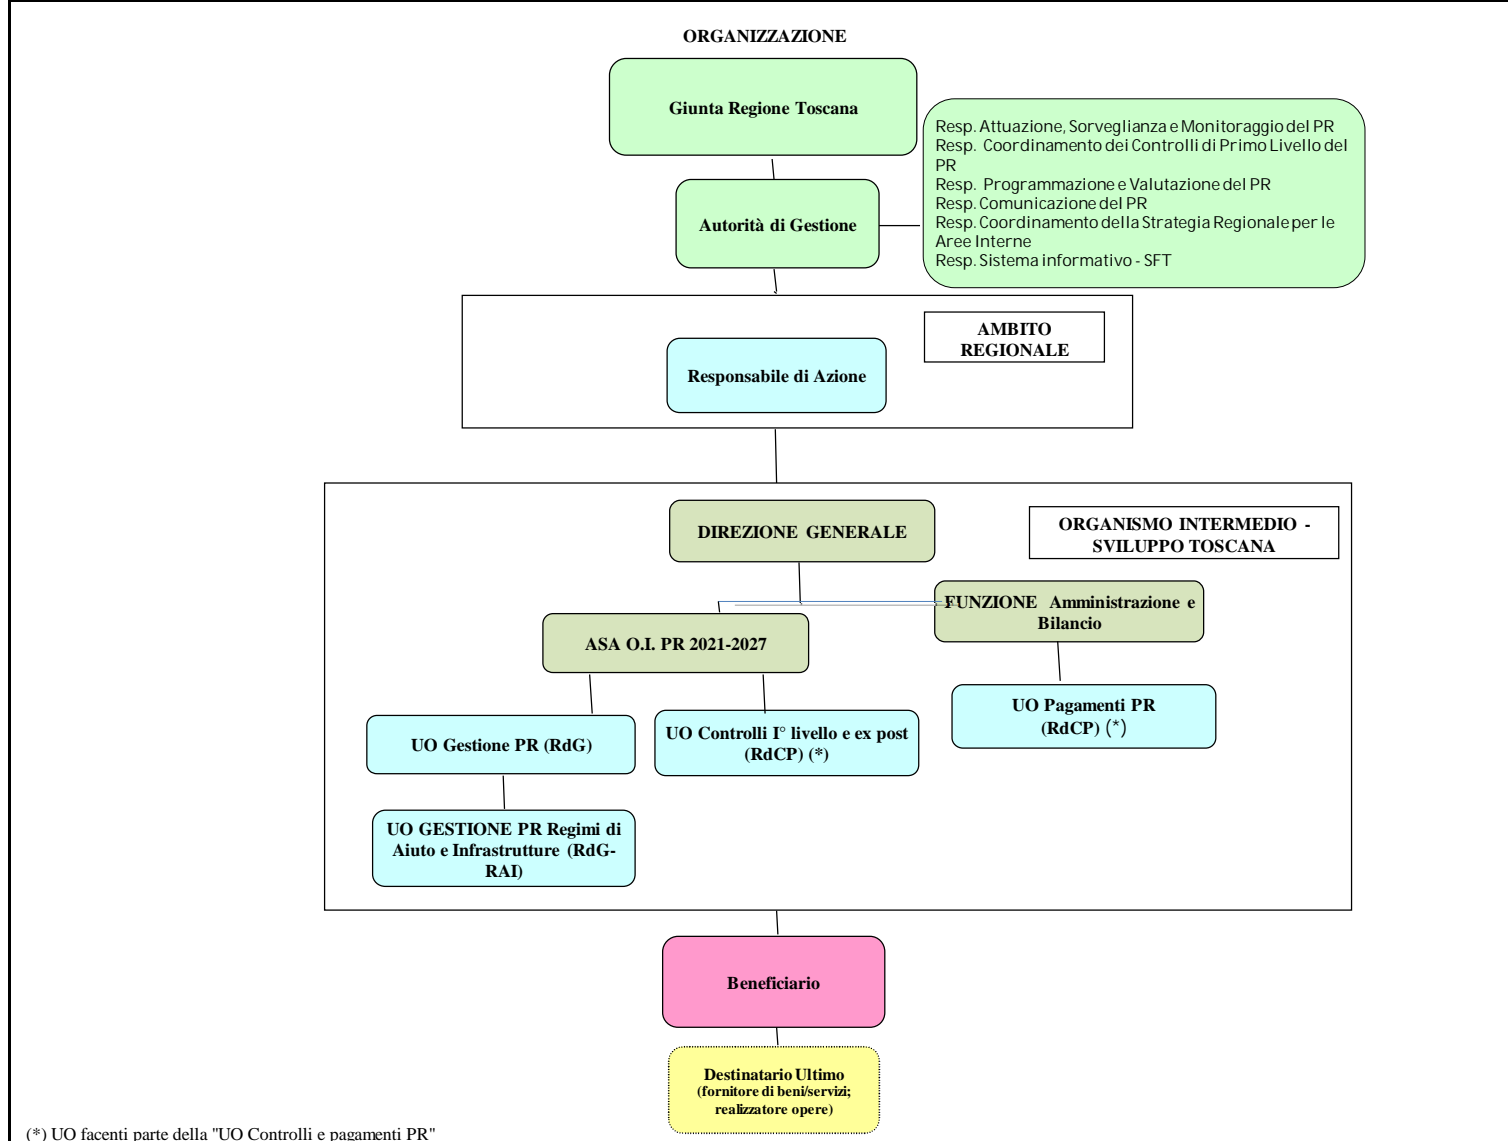 ORGANIZZAZIONE
Giunta Regione Toscana
Resp. Attuazione, Sorveglianza e Monitoraggio del PR
Resp. Coordinamento dei Controlli di Primo Livello del
PR
Resp. Programmazione e Valutazione del PR
Resp. Comunicazione del PR
Resp. Coordinamento della Strategia Regionale per le
Aree Interne
Resp. Sistema informativo - SFT
Autorità di Gestione
AMBITO
REGIONALE
Responsabile di Azione
DIREZIONE GENERALE
ORGANISMO INTERMEDIO -
SVILUPPO TOSCANA
FUNZIONE Amministrazione e
Bilancio
ASA O.I. PR 2021-2027
UO Gestione PR (RdG)
UO Controlli I° livello e ex post
(RdCP) (*)
UO Pagamenti PR
(RdCP) (*)
UO GESTIONE PR Regimi di
Aiuto e Infrastrutture (RdG-
RAI)
Beneficiario
Destinatario Ultimo
(fornitore di beni/servizi;
realizzatore opere)
(*) UO facenti parte della "UO Controlli e pagamenti PR"